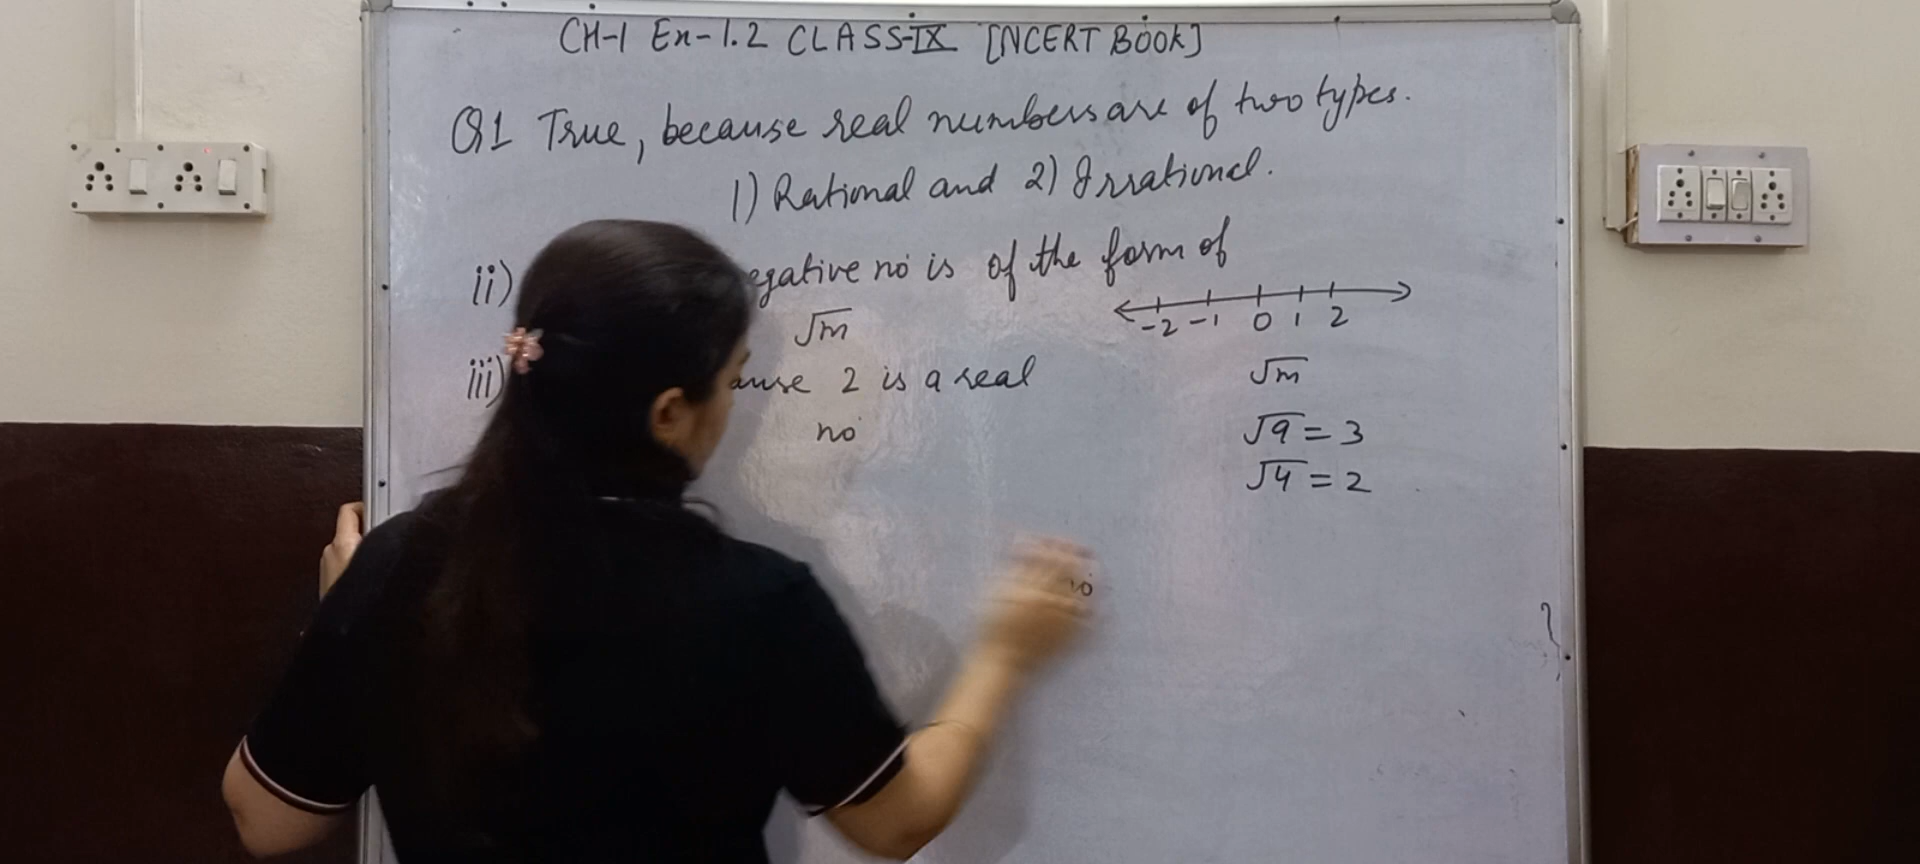 CH-1 Ex-1.2 CLASS-IX [NCERT BOOK]
Q1 True, because real numbers are of two types.
1) Rational and 2) Irrational.
ii) egative no is of the form of
-2 -1 0 1 2
√m
iii) ause 2 is a real
√m
no
√9 = 3
√4 = 2
no